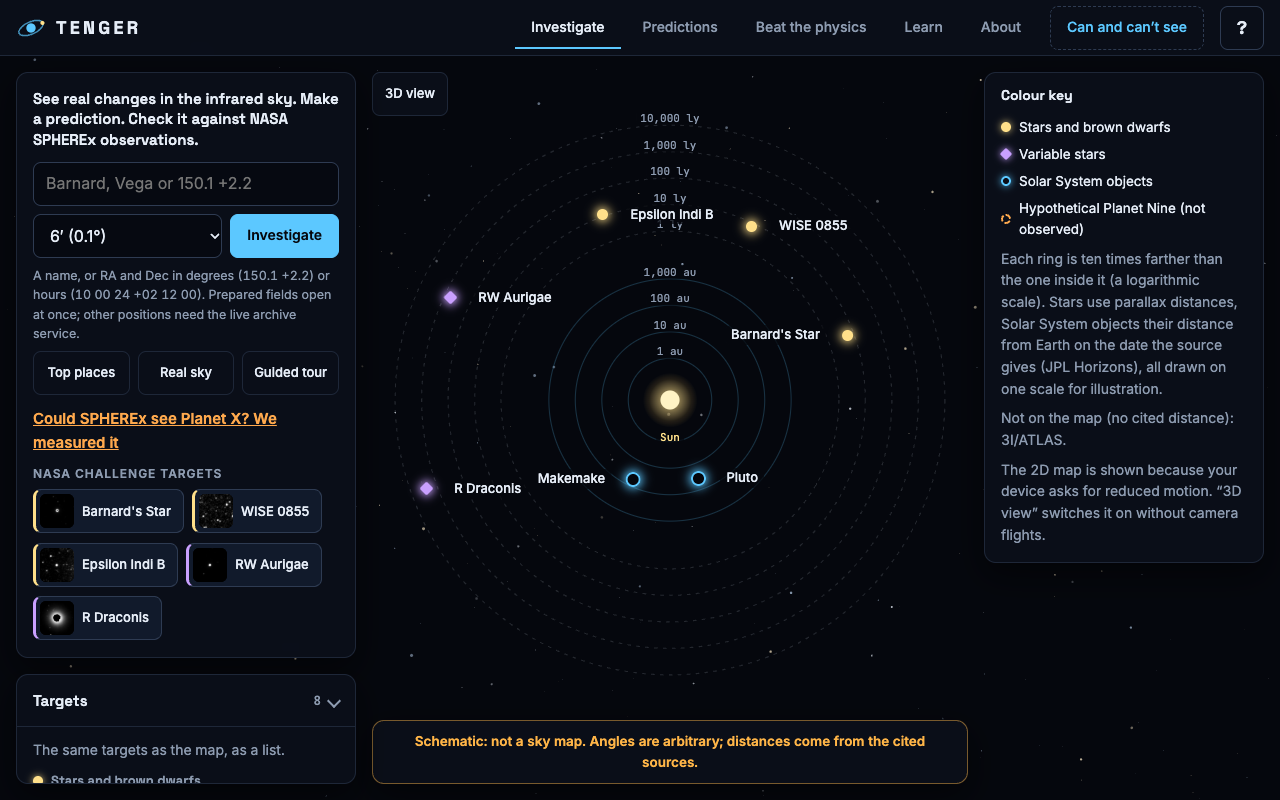 TENGER
Investigate
Predictions
Beat the physics
Learn
About
Can and can't see
?
See real changes in the infrared sky. Make
a prediction. Check it against NASA
SPHEREx observations.
Barnard, Vega or 150.1 +2.2
6′ (0.1°)
Investigate
A name, or RA and Dec in degrees (150.1 +2.2) or
hours (10 00 24 +02 12 00). Prepared fields open
at once; other positions need the live archive
service.
Top places
Real sky
Guided tour
Could SPHEREx see Planet X? We
measured it
NASA CHALLENGE TARGETS
Barnard's Star
WISE 0855
Epsilon Indi B
RW Aurigae
R Draconis
Targets
8
The same targets as the map, as a list.
Stars and brown dwarfs
3D view
10,000 ly
1,000 ly
100 ly
10 ly
Epsilon Indi B
WISE 0855
1 ly
1,000 au
RW Aurigae
100 au
10 au
Barnard's Star
1 au
Sun
Makemake
Pluto
R Draconis
Schematic: not a sky map. Angles are arbitrary; distances come from the cited
sources.
Colour key
Stars and brown dwarfs
Variable stars
Solar System objects
Hypothetical Planet Nine (not
observed)
Each ring is ten times farther than
the one inside it (a logarithmic
scale). Stars use parallax distances,
Solar System objects their distance
from Earth on the date the source
gives (JPL Horizons), all drawn on
one scale for illustration.
Not on the map (no cited distance):
3I/ATLAS.
The 2D map is shown because your
device asks for reduced motion. “3D
view” switches it on without camera
flights.